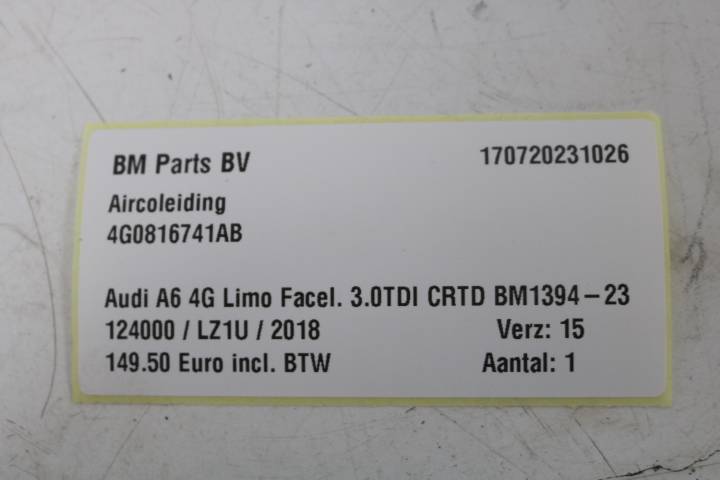 BM Parts BV 170720231026
Aircoleiding
4G0816741AB
Audi A6 4G Limo Facel. 3.0TDI CRTD BM1394-23
124000 / LZ1U / 2018 Verz: 15
149.50 Euro incl. BTW Aantal: 1